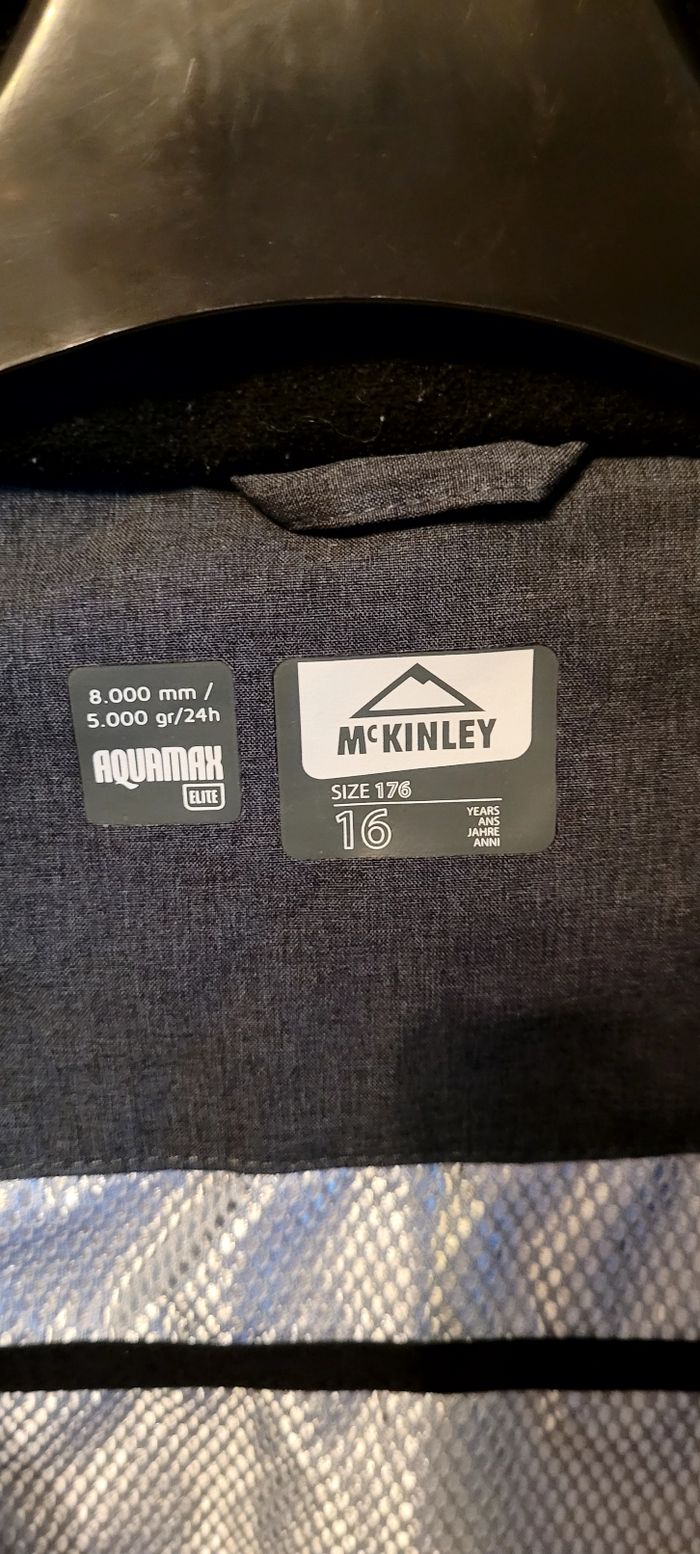 8.000 mm /
5.000 gr/24h
AQUAMAX
ELITE
McKINLEY
SIZE 176
16
YEARS
ANS
JAHRE
ANNI